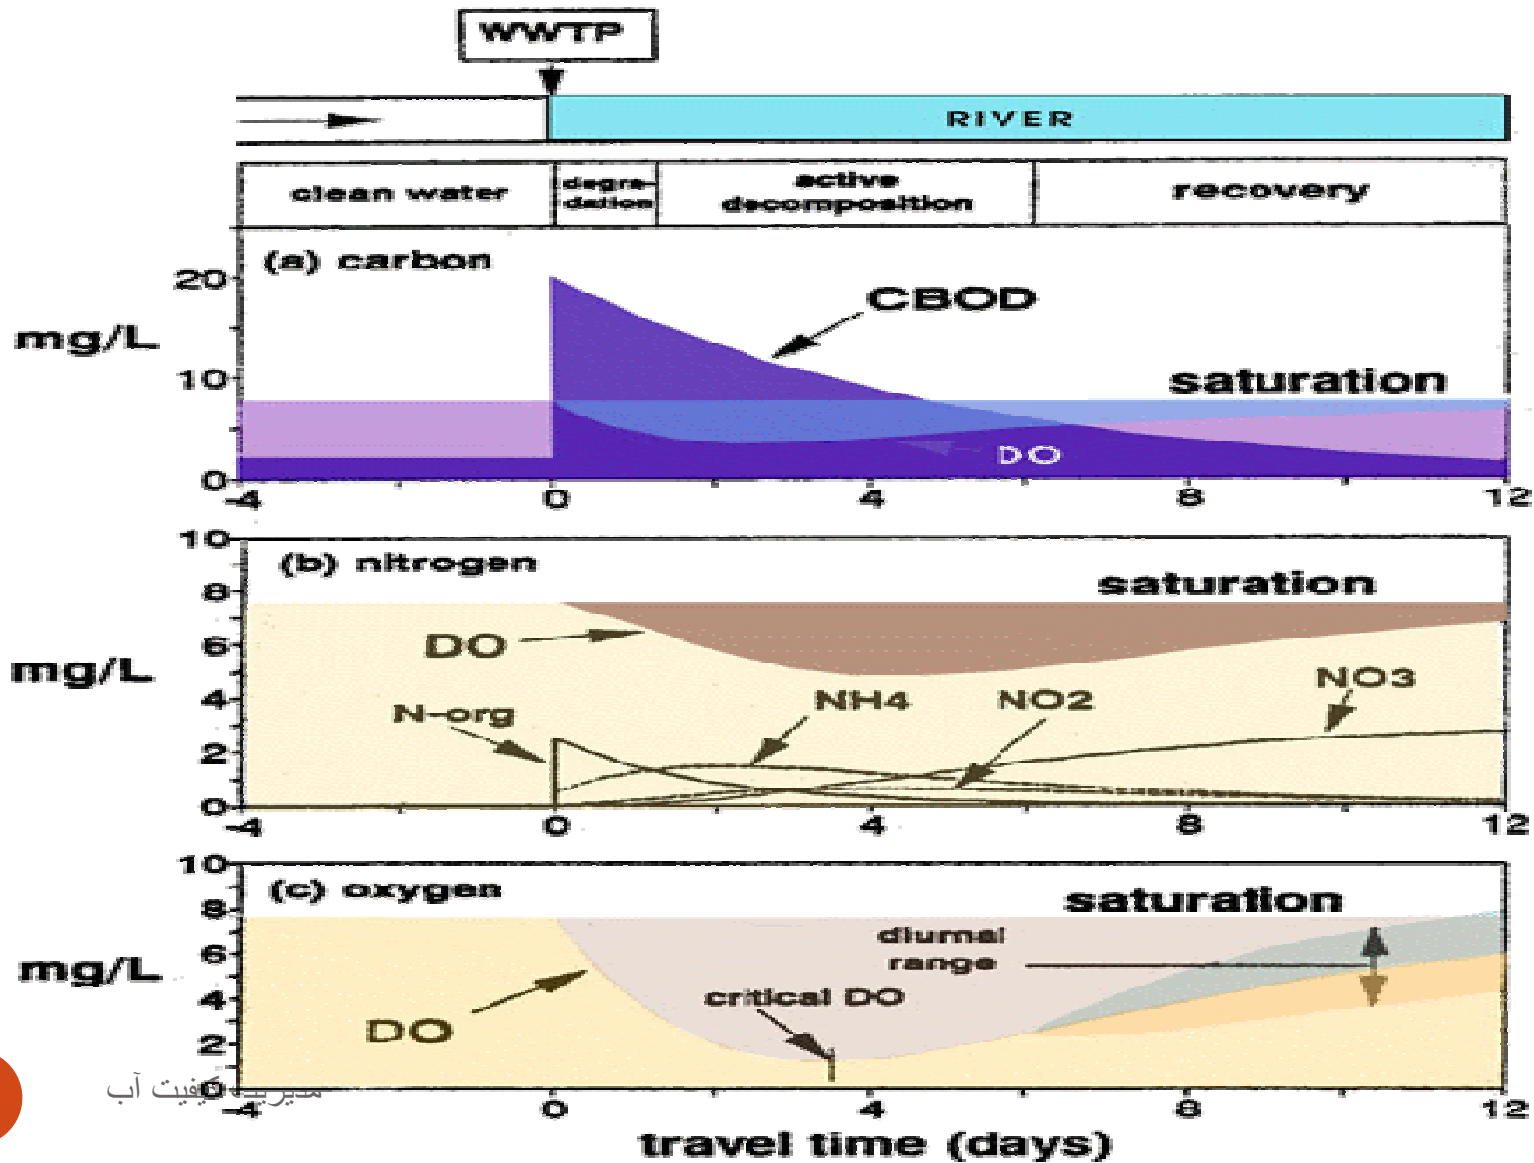 WWTP
RIVER
clean water
degra-
dation
active
decomposition
recovery
(a) carbon
20
10
0
mg/L
CBOD
saturation
DO
-4 0 4 8 12
(b) nitrogen
10
8
6
4
2
0
mg/L
saturation
DO
N-org
NH4
NO2
NO3
-4 0 4 8 12
(c) oxygen
10
8
6
4
2
0
mg/L
saturation
diurnal
range
critical DO
DO
-4 0 4 8 12
travel time (days)
مدیریت کیفیت آب